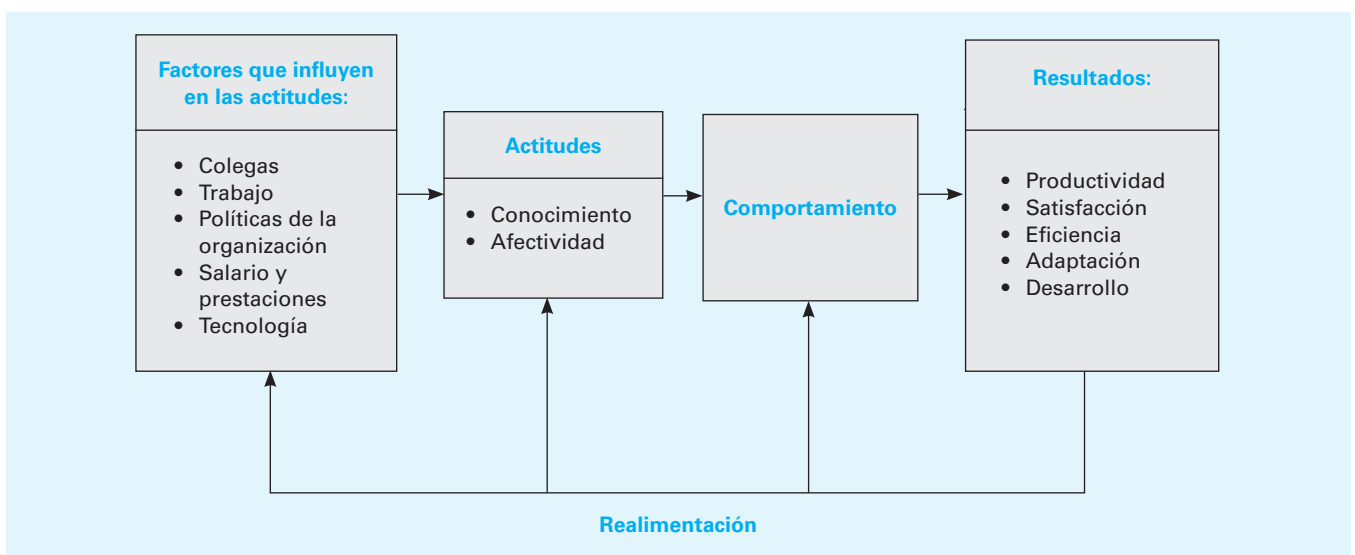 Factores que influyen
en las actitudes:
• Colegas
• Trabajo
• Políticas de la
organización
• Salario y
prestaciones
• Tecnología
Actitudes
• Conocimiento
• Afectividad
Comportamiento
Resultados:
• Productividad
• Satisfacción
• Eficiencia
• Adaptación
• Desarrollo
Realimentación